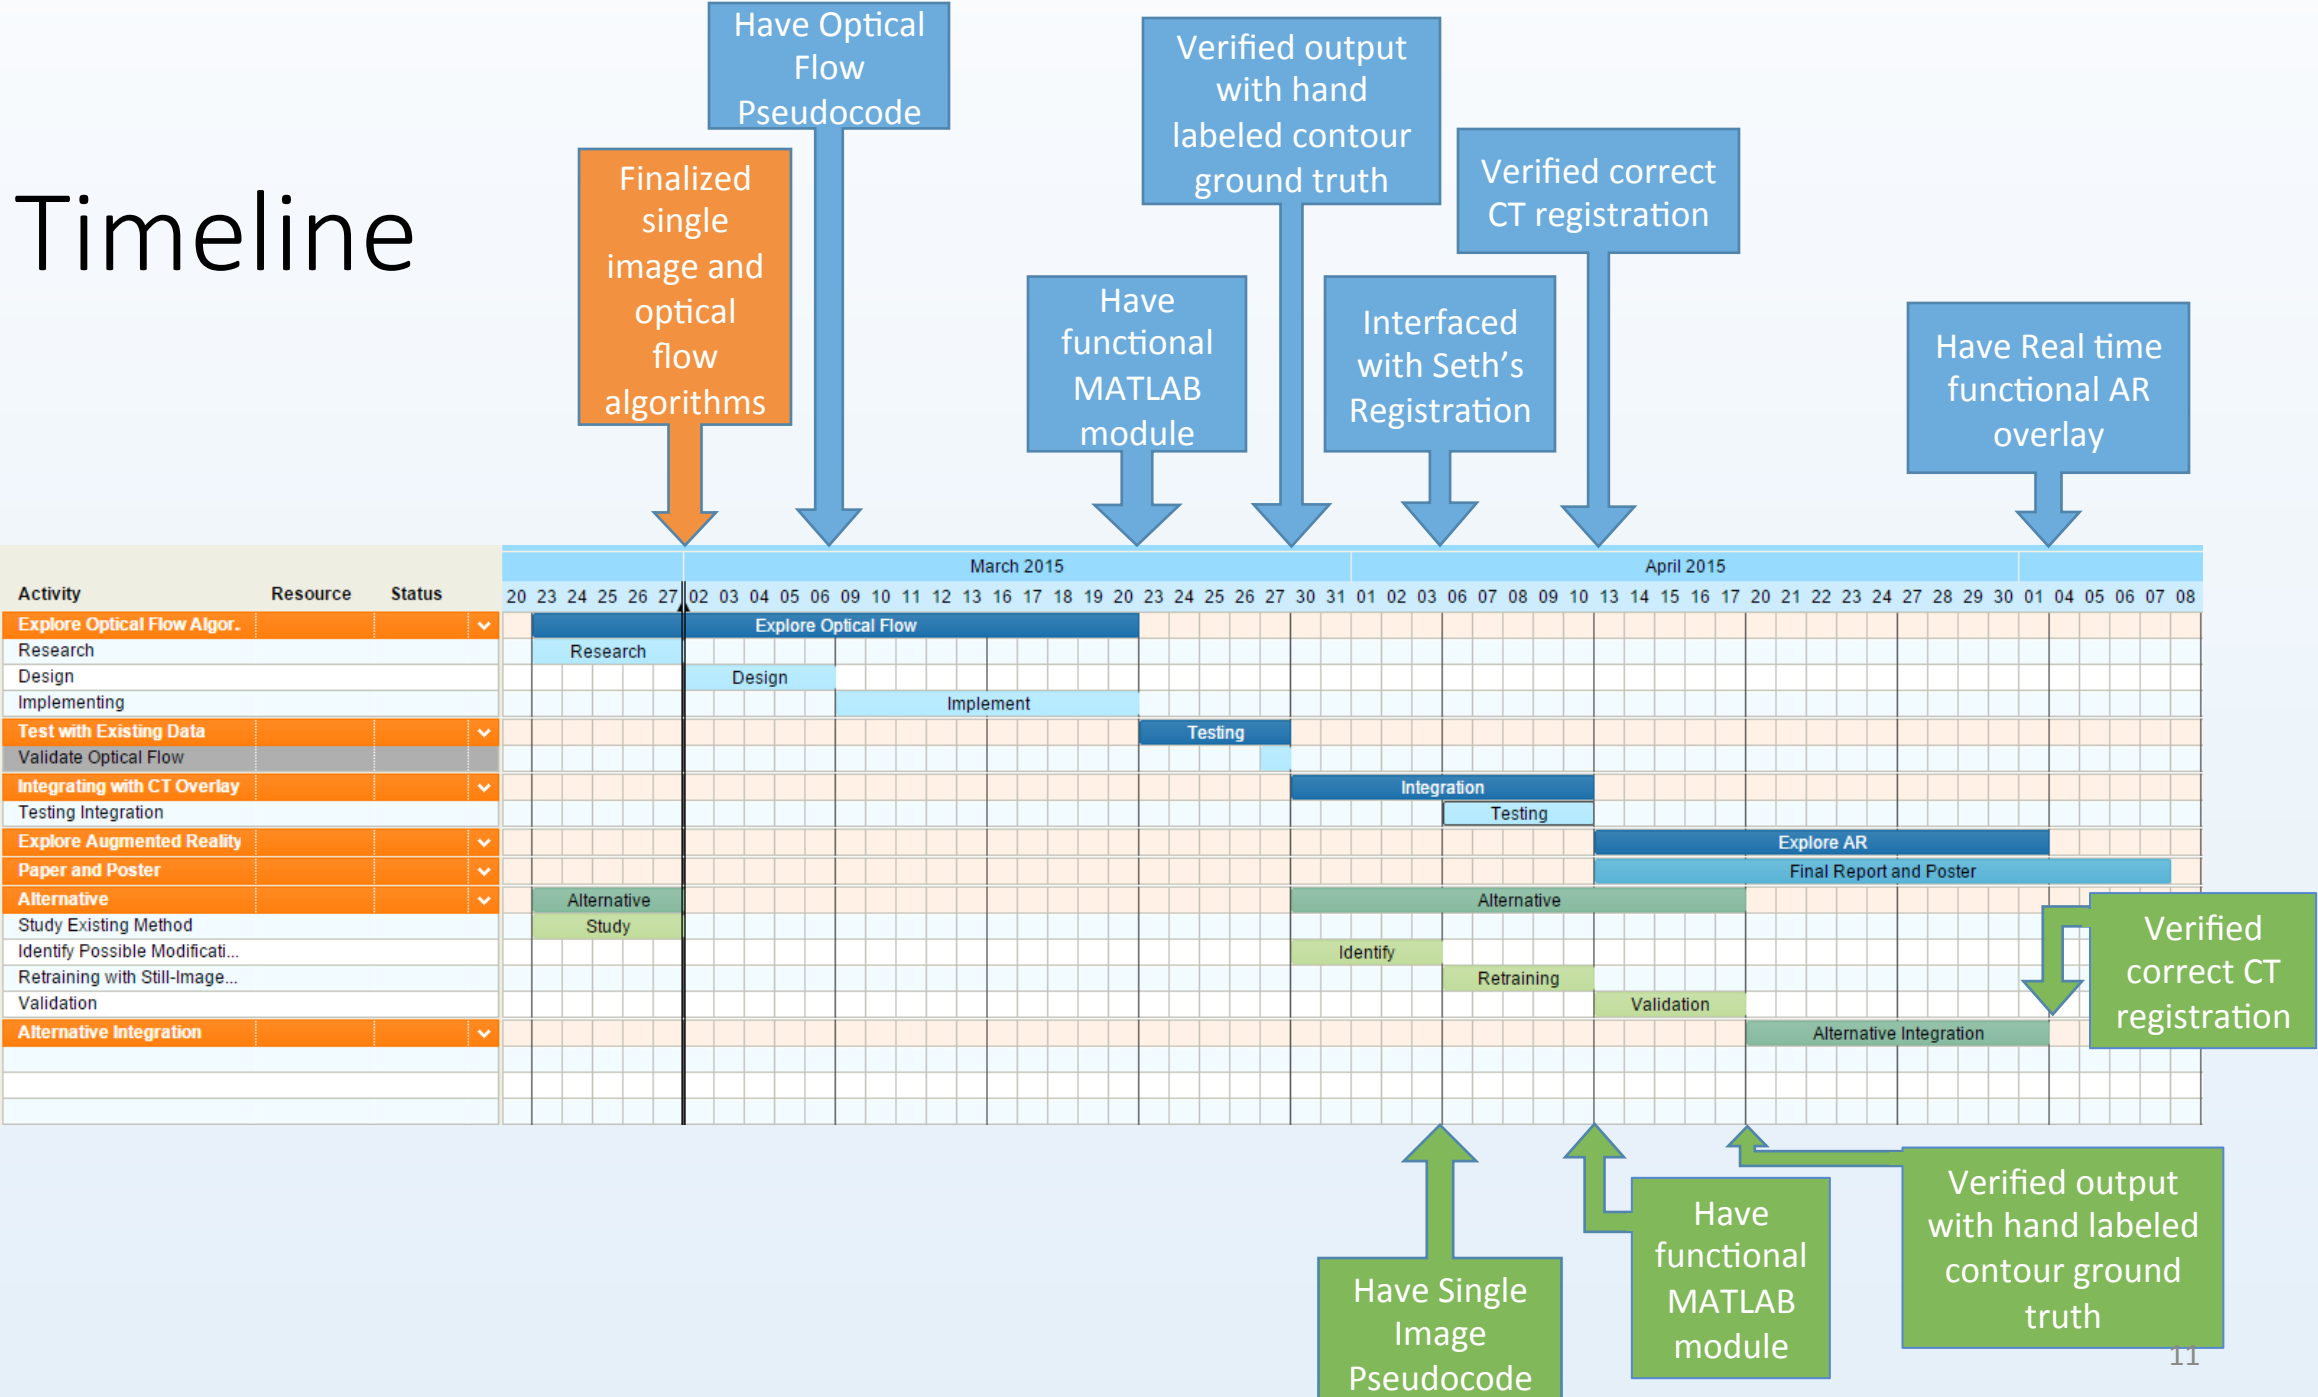 Timeline
Have Optical
Flow
Pseudocode
Finalized
single
image and
optical
flow
algorithms
Have
functional
MATLAB
module
Verified output
with hand
labeled contour
ground truth
Interfaced
with Seth's
Registration
Verified correct
CT registration
Have Real time
functional AR
overlay
March 2015
April 2015
Activity Resource Status
20 23 24 25 26 27 02 03 04 05 06 09 10 11 12 13 16 17 18 19 20 23 24 25 26 27 30 31 01 02 03 06 07 08 09 10 13 14 15 16 17 20 21 22 23 24 27 28 29 30 01 04 05 06 07 08
Explore Optical Flow Algor.. Explore Optical Flow
Research Research
Design Design
Implementing Implement
Test with Existing Data Testing
Validate Optical Flow
Integrating with CT Overlay Integration
Testing Integration Testing
Explore Augmented Reality Explore AR
Paper and Poster Final Report and Poster
Alternative Alternative Alternative
Study Existing Method Study
Identify Possible Modificati... Identify
Retraining with Still-Image... Retraining
Validation Validation
Alternative Integration Alternative Integration
Verified
correct CT
registration
Have Single
Image
Pseudocode
Have
functional
MATLAB
module
Verified output
with hand labeled
contour ground
truth
11